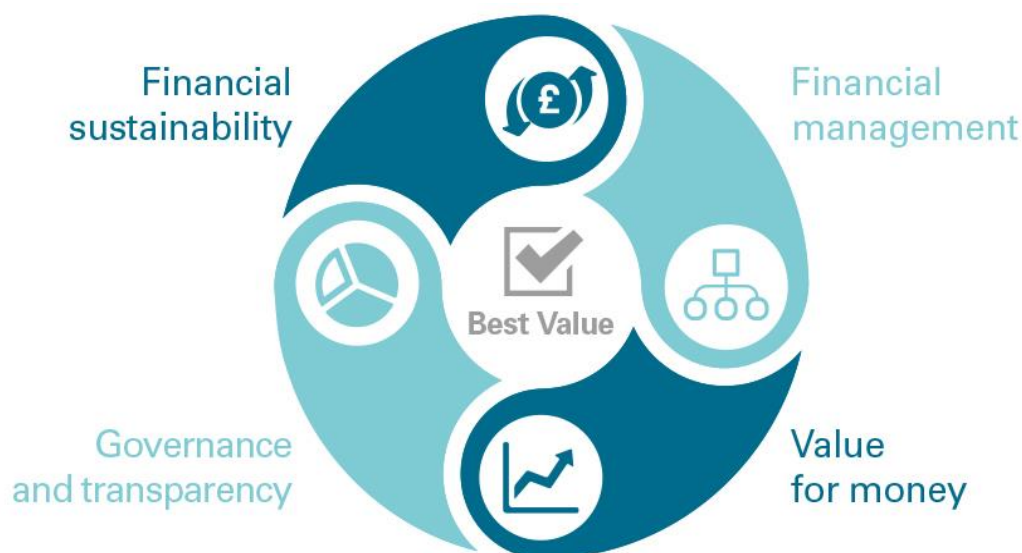 Financial
sustainability
£
Financial
management
Best Value
Governance
and transparency
Value
for money